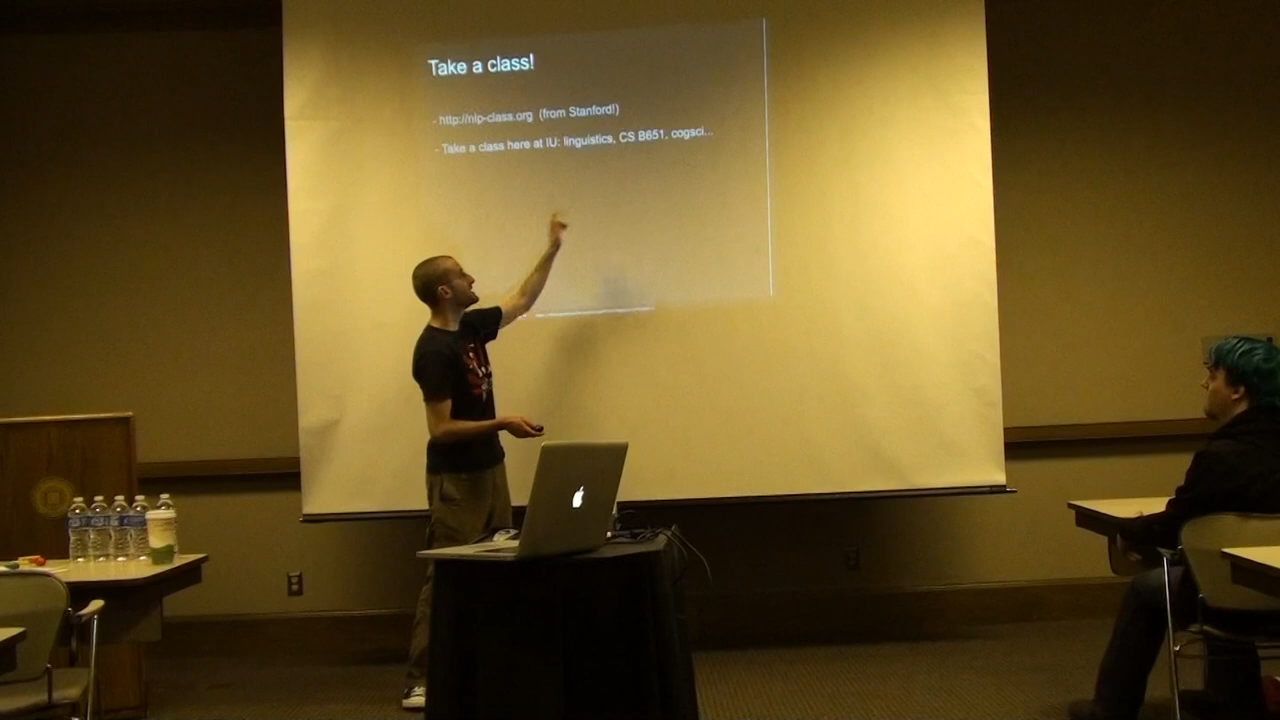 Take a class!
- http://nlp-class.org (from Stanford!)
- Take a class here at IU: linguistics, CS B651, cogsci...